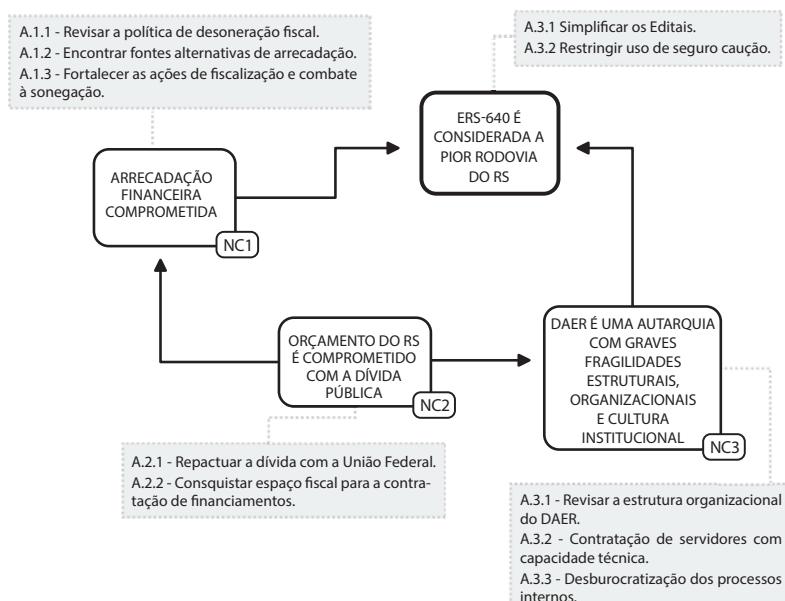 A.1.1 - Revisar a política de desoneração fiscal.
A.1.2 - Encontrar fontes alternativas de arrecadação.
A.1.3 - Fortalecer as ações de fiscalização e combate
à sonegação.
A.3.1 Simplificar os Editais.
A.3.2 Restringir uso de seguro caução.
ERS-640 É
CONSIDERADA A
PIOR RODOVIA
DO RS
ARRECADAÇÃO
FINANCEIRA
COMPROMETIDA
NC1
ORÇAMENTO DO RS
É COMPROMETIDO
COM A DÍVIDA
PÚBLICA
NC2
DAER É UMA AUTARQUIA
COM GRAVES
FRAGILIDADES
ESTRUTURAIS,
ORGANIZACIONAIS
E CULTURA
INSTITUCIONAL
NC3
A.2.1 - Repactuar a dívida com a União Federal.
A.2.2 - Consquistar espaço fiscal para a contra-
tação de financiamentos.
A.3.1 - Revisar a estrutura organizacional
do DAER.
A.3.2 - Contratação de servidores com
capacidade técnica.
A.3.3 - Desburocratização dos processos
internos.